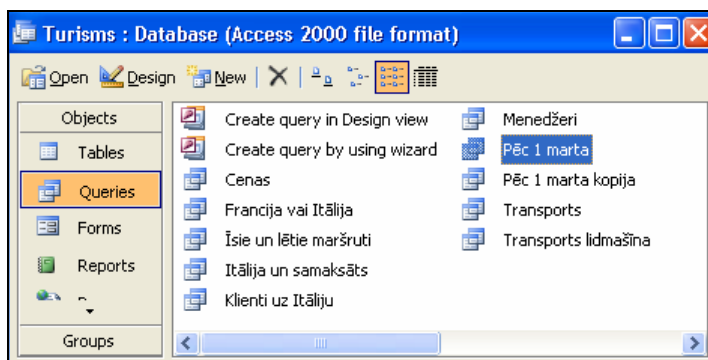 Turisms : Database (Access 2000 file format)
Open Design New
Objects
Tables
Queries
Forms
Reports
Groups
Create query in Design view
Create query by using wizard
Cenas
Francija vai Itālija
Īsie un lētie maršruti
Itālija un samaksāts
Klienti uz Itāliju
Menedžeri
Pēc 1 marta
Pēc 1 marta kopija
Transports
Transports lidmašīna